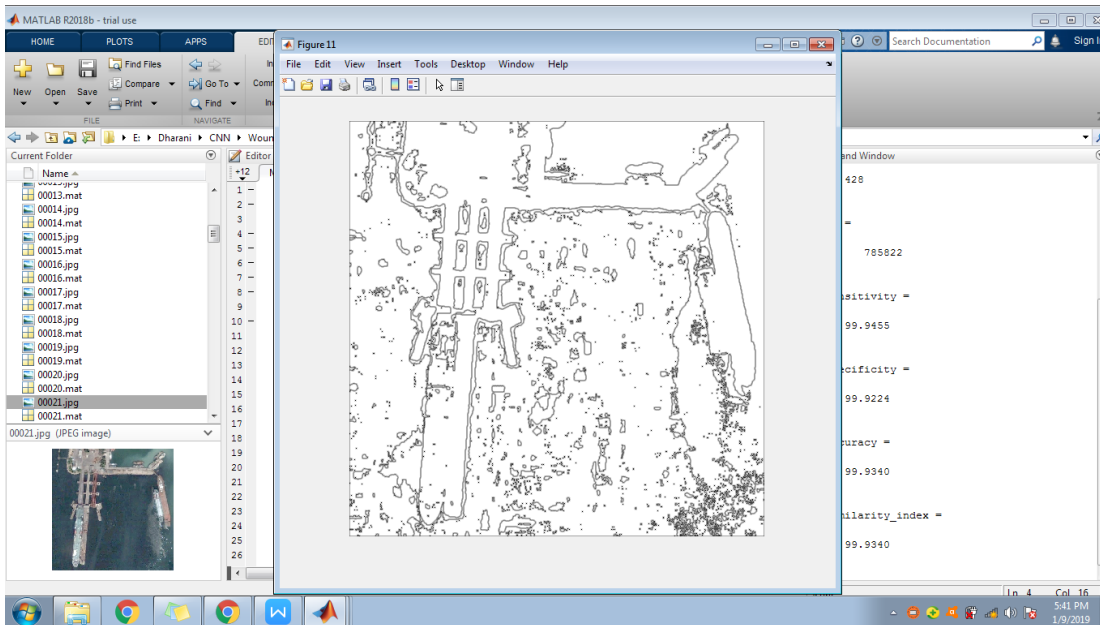 MATLAB R2018b - trial use
HOME PLOTS APPS
Search Documentation
Sign
New Open Save
Find Files
Compare
Print
Go To
Find
FILE
NAVIGATE
E: Dharani
Current Folder
Name
00013.mat
00014.jpg
00014.mat
00015.jpg
00015.mat
00016.jpg
00016.mat
00017.jpg
00017.mat
00018.jpg
00018.mat
00019.jpg
00019.mat
00020.jpg
00020.mat
00021.jpg
00021.mat
00021.jpg (JPEG image)
Editor
+12
1
2
3
4
5
6
7
8
9
10
11
12
13
14
15
16
17
18
19
20
21
22
23
24
25
26
Figure 11
File Edit View Insert Tools Desktop Window Help
and Window
428
=
785822
sitivity =
99.9455
cificity =
99.9224
curacy =
99.9340
ilarity_index =
99.9340
Ln 4 Col 16
5:41 PM
1/9/2019